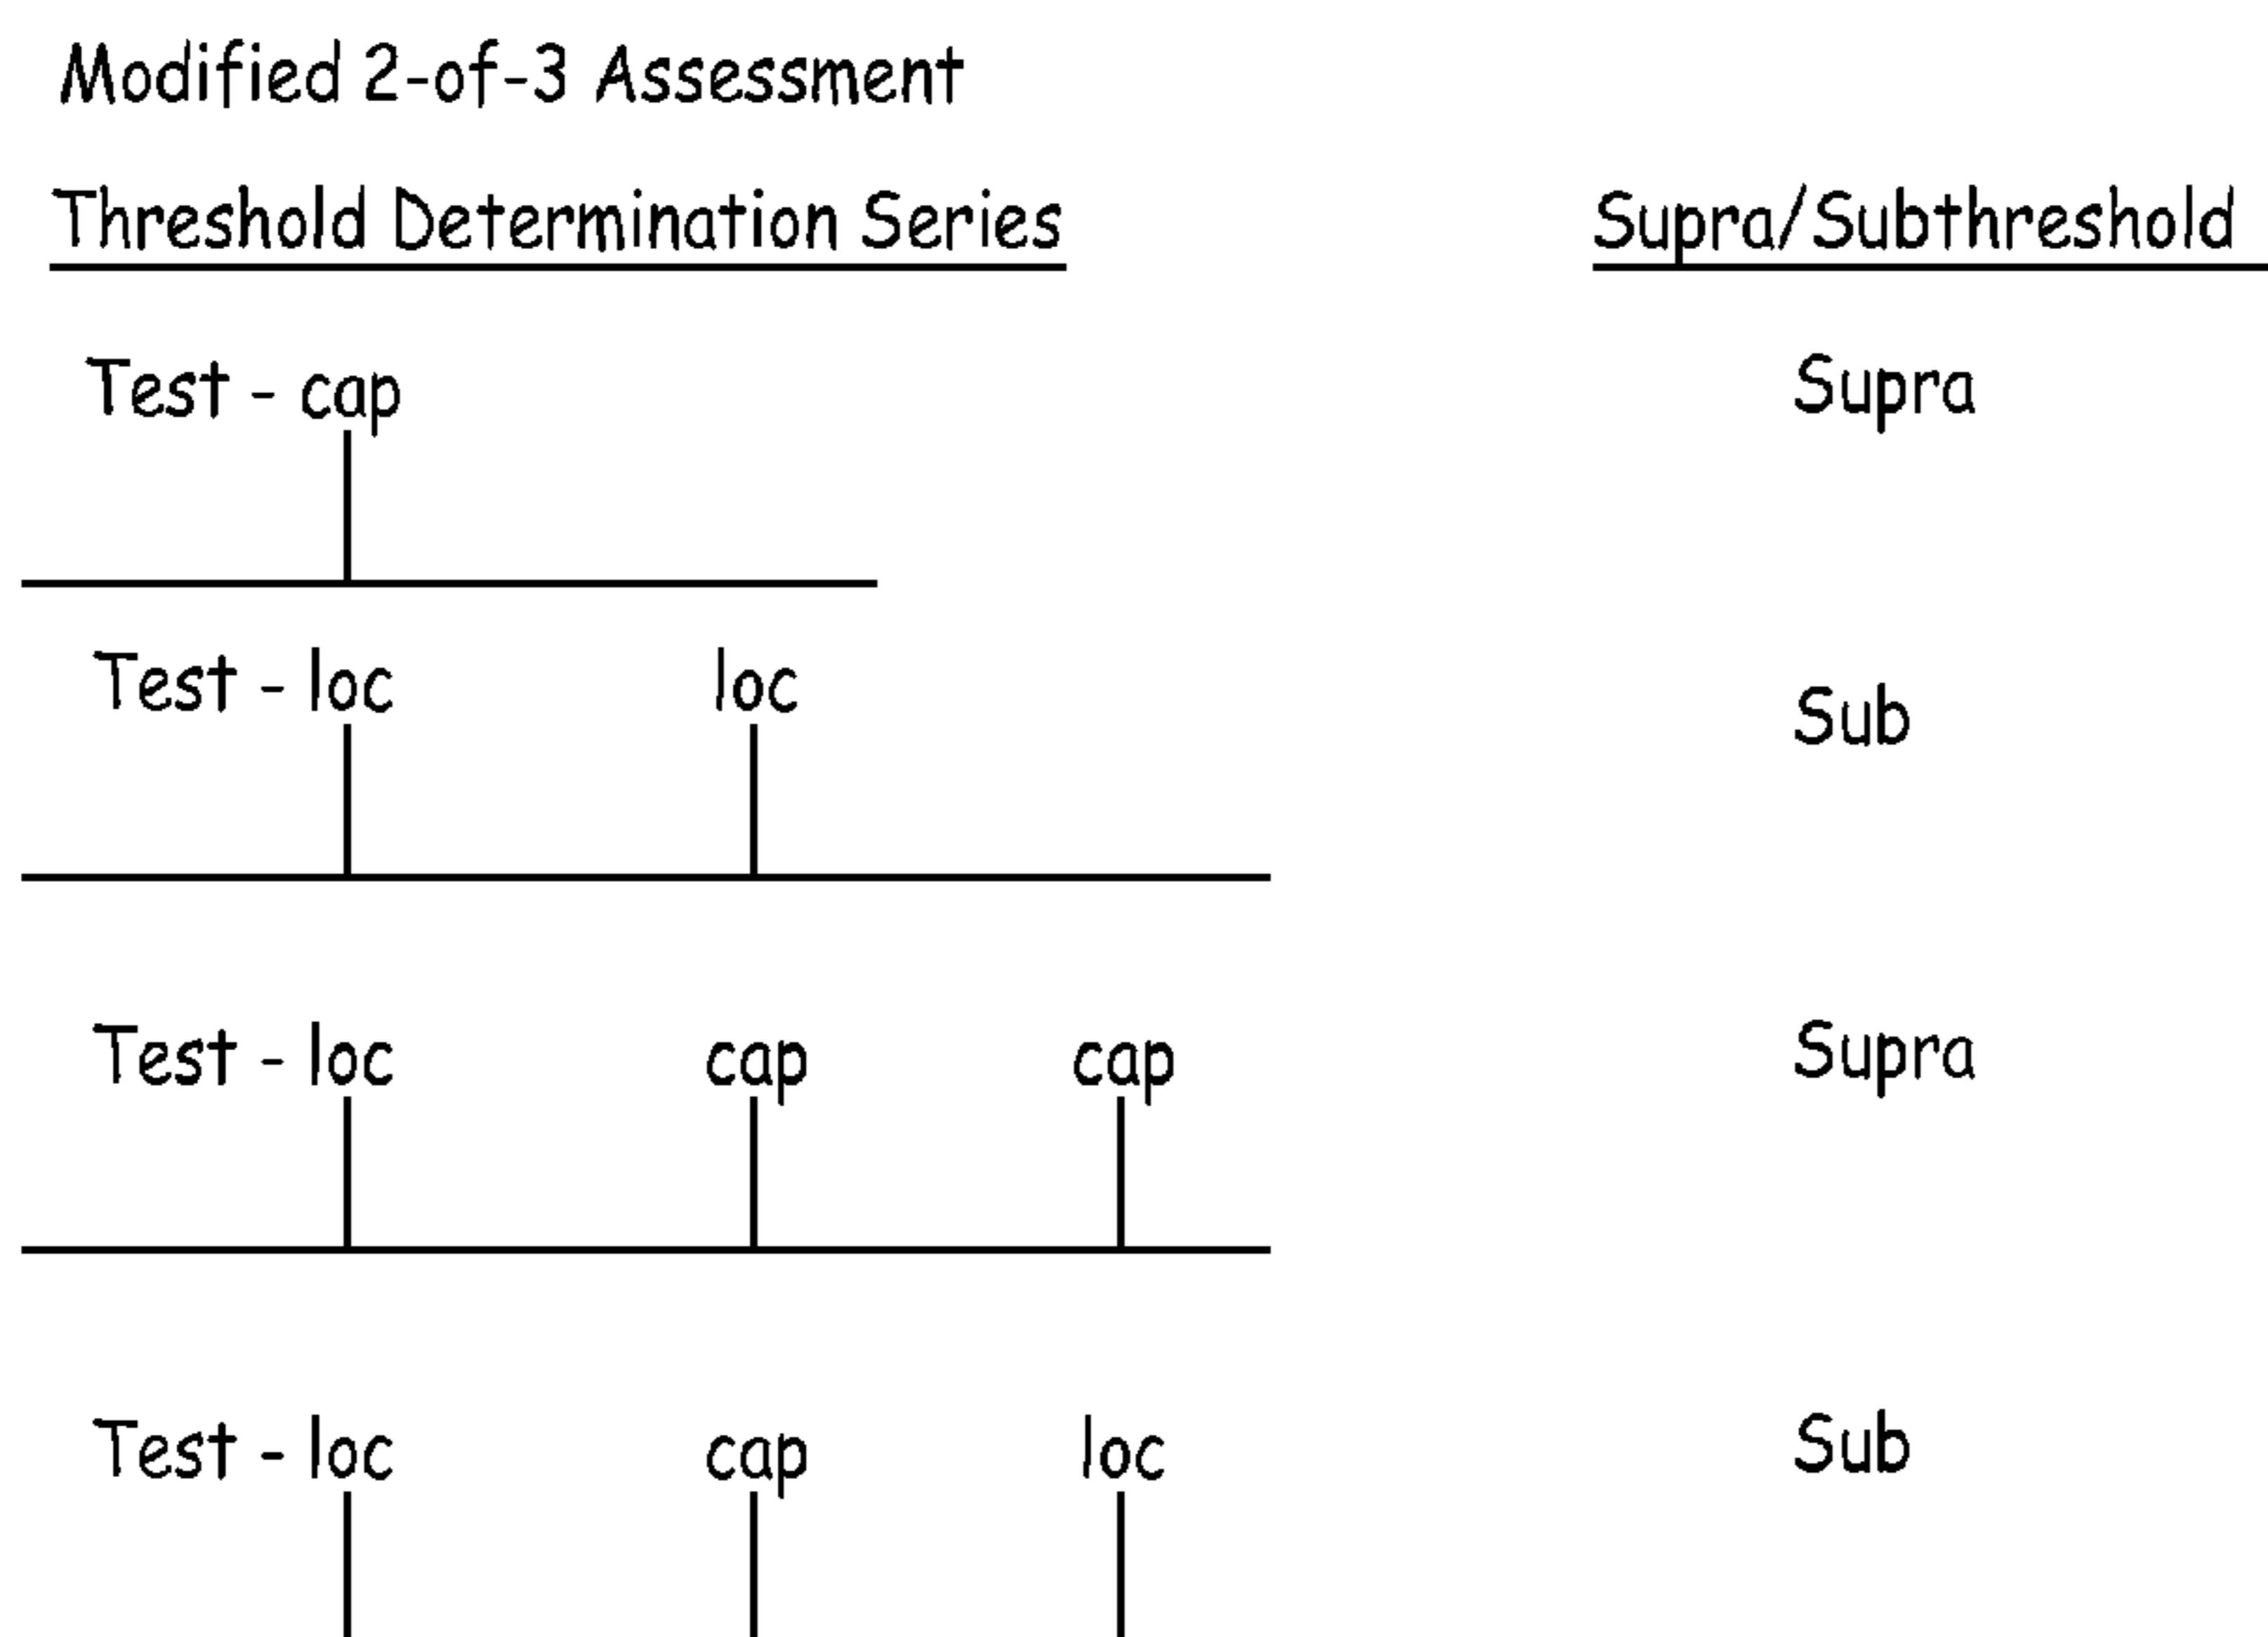 Modified 2-of-3 Assessment
Threshold Determination Series Supra/Subthreshold
Test - cap Supra
Test - loc loc Sub
Test - loc cap cap Supra
Test - loc cap loc Sub